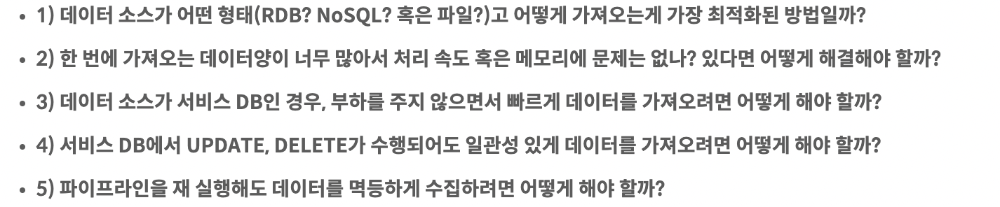 • 1) 데이터 소스가 어떤 형태(RDB? NoSQL? 혹은 파일?)고 어떻게 가져오는게 가장 최적화된 방법일까?
• 2) 한 번에 가져오는 데이터양이 너무 많아서 처리 속도 혹은 메모리에 문제는 없나? 있다면 어떻게 해결해야 할까?
• 3) 데이터 소스가 서비스 DB인 경우, 부하를 주지 않으면서 빠르게 데이터를 가져오려면 어떻게 해야 할까?
• 4) 서비스 DB에서 UPDATE, DELETE가 수행되어도 일관성 있게 데이터를 가져오려면 어떻게 해야 할까?
• 5) 파이프라인을 재 실행해도 데이터를 멱등하게 수집하려면 어떻게 해야 할까?